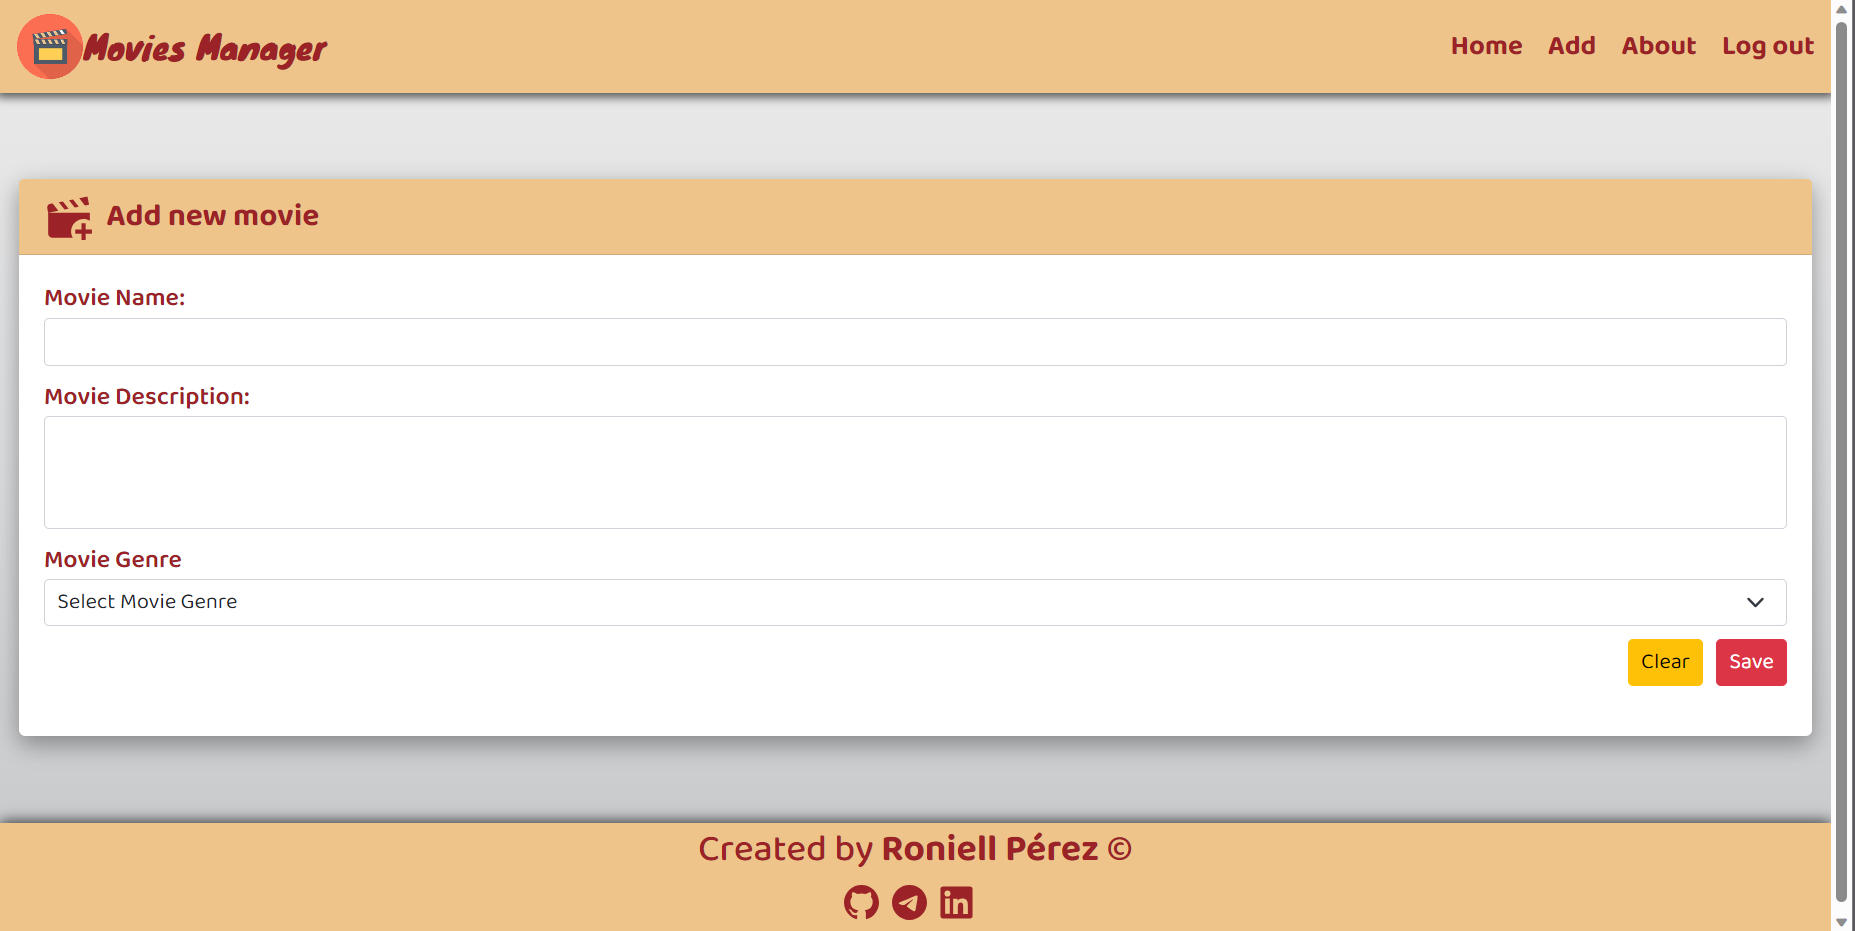 Movies Manager
Home Add About Log out
Add new movie
Movie Name:
Movie Description:
Movie Genre
Select Movie Genre
Clear Save
Created by Roniell Pérez ©
in